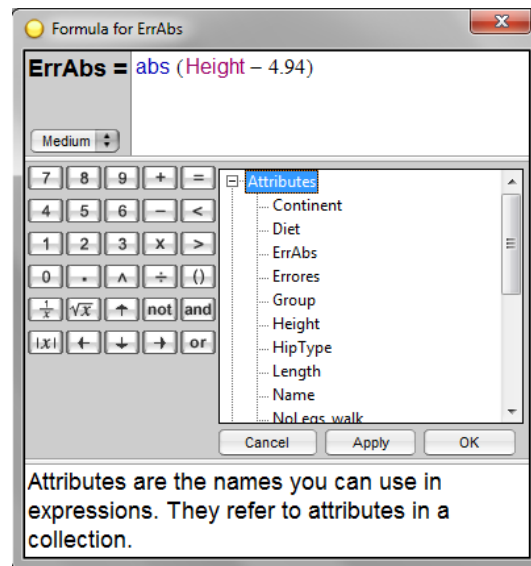 Formula for ErrAbs
x
ErrAbs = abs (Height – 4.94)
Medium
7 8 9 + =
4 5 6 – <
1 2 3 x >
0 . ∧ ÷ ()
1/x √x ↑ not and
|x| ← ↓ → or
Attributes
Continent
Diet
ErrAbs
Errores
Group
Height
HipType
Length
Name
NoLegs_walk
Cancel Apply OK
Attributes are the names you can use in
expressions. They refer to attributes in a
collection.